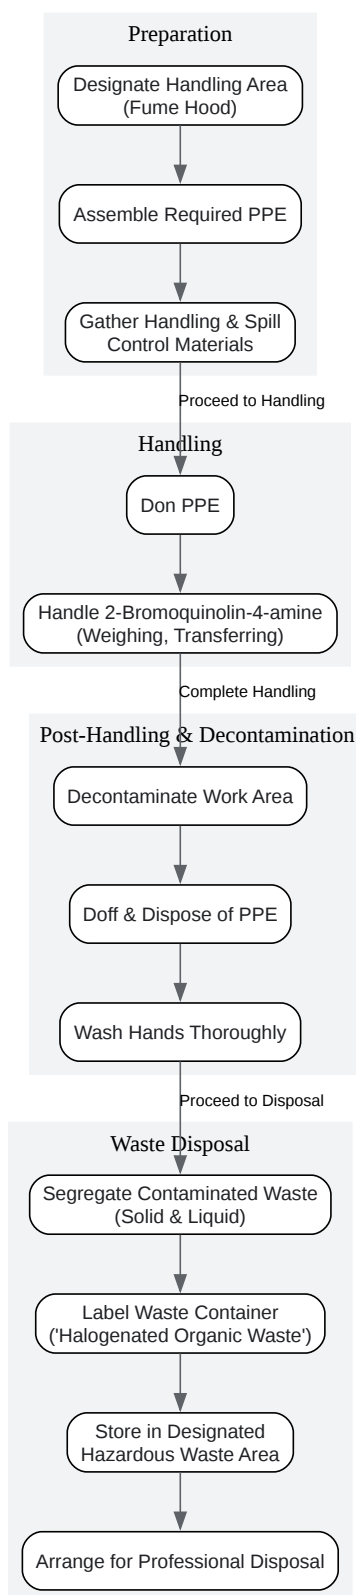 Preparation
Designate Handling Area
(Fume Hood)
Assemble Required PPE
Gather Handling & Spill
Control Materials
Proceed to Handling
Handling
Don PPE
Handle 2-Bromoquinolin-4-amine
(Weighing, Transferring)
Complete Handling
Post-Handling & Decontamination
Decontaminate Work Area
Doff & Dispose of PPE
Wash Hands Thoroughly
Proceed to Disposal
Waste Disposal
Segregate Contaminated Waste
(Solid & Liquid)
Label Waste Container
('Halogenated Organic Waste')
Store in Designated
Hazardous Waste Area
Arrange for Professional Disposal